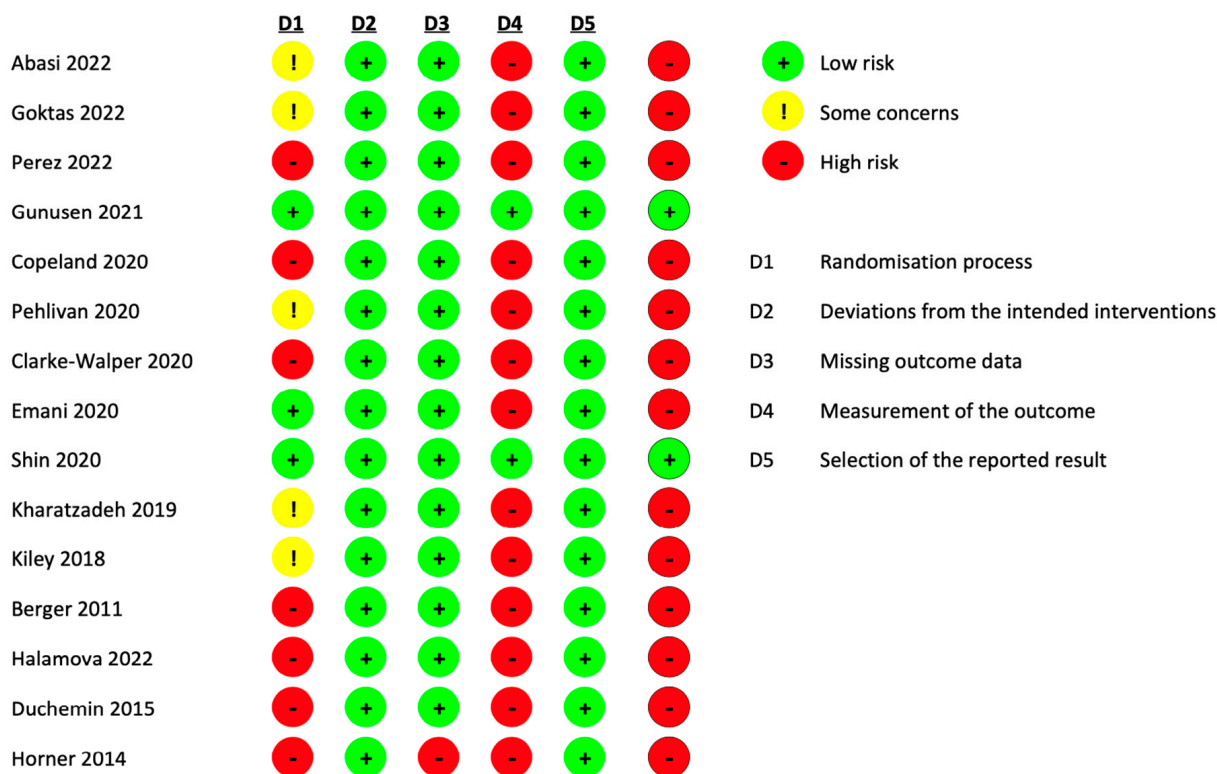 D1 D2 D3 D4 D5
Abasi 2022 ! + + - + - + Low risk
Goktas 2022 ! + + - + - ! Some concerns
Perez 2022 - + + - + - - High risk
Gunusen 2021 + + + + + +
Copeland 2020 - + + - + - D1 Randomisation process
Pehlivan 2020 ! + + - + - D2 Deviations from the intended interventions
Clarke-Walper 2020 - + + - + - D3 Missing outcome data
Emani 2020 + + + - + - D4 Measurement of the outcome
Shin 2020 + + + + + + D5 Selection of the reported result
Kharatzadeh 2019 ! + + - + -
Kiley 2018 ! + + - + -
Berger 2011 - + + - + -
Halamova 2022 - + + - + -
Duchemin 2015 - + + - + -
Horner 2014 - + - - + -